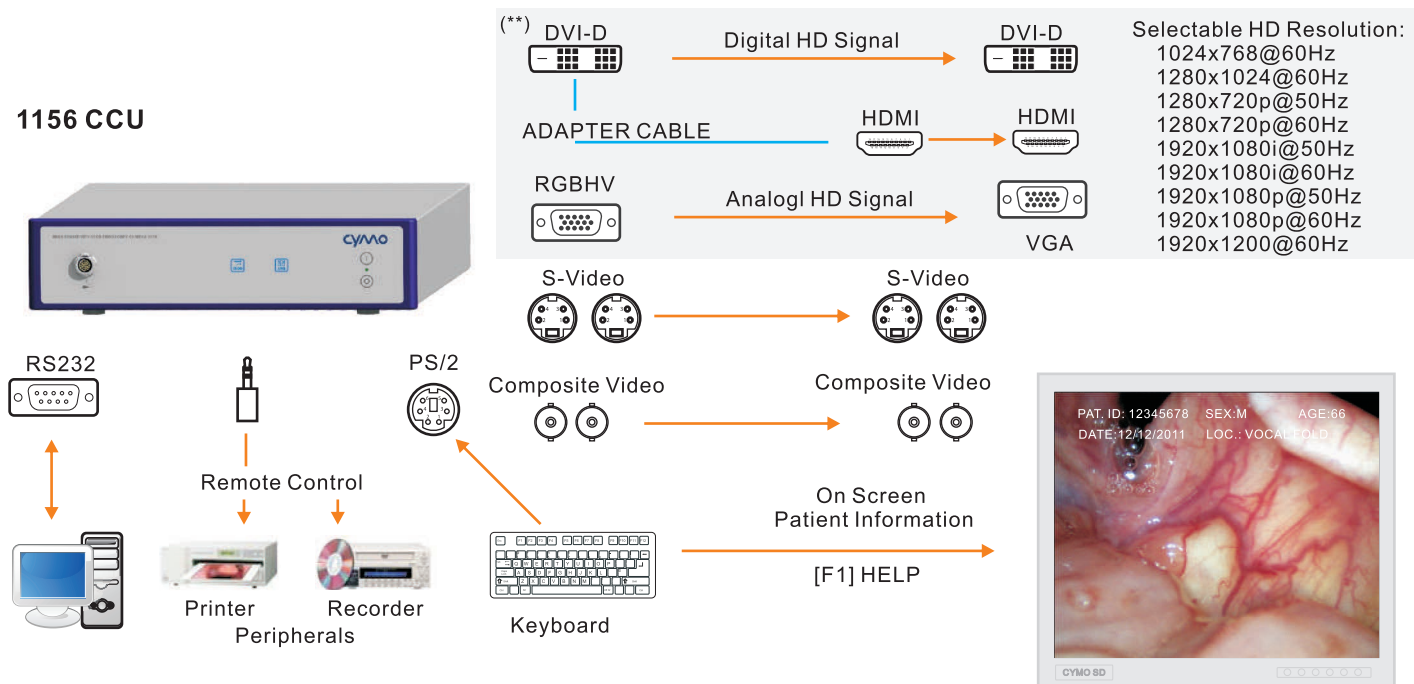 (**)
DVI-D
Digital HD Signal
DVI-D
Selectable HD Resolution:
1024x768@60Hz
1280x1024@60Hz
1280x720p@50Hz
1280x720p@60Hz
1920x1080i@50Hz
1920x1080i@60Hz
1920x1080p@50Hz
1920x1080p@60Hz
1920x1200@60Hz
ADAPTER CABLE
HDMI
HDMI
RGBHV
Analogl HD Signal
VGA
1156 CCU
CYMO
S-Video
S-Video
RS232
PS/2
Composite Video
Composite Video
Remote Control
Printer
Recorder
Peripherals
Keyboard
On Screen
Patient Information
[F1] HELP
PAT. ID: 12345678 SEX:M AGE:66
DATE:12/12/2011 LOC.: VOCAL FOLD
CYMO SD